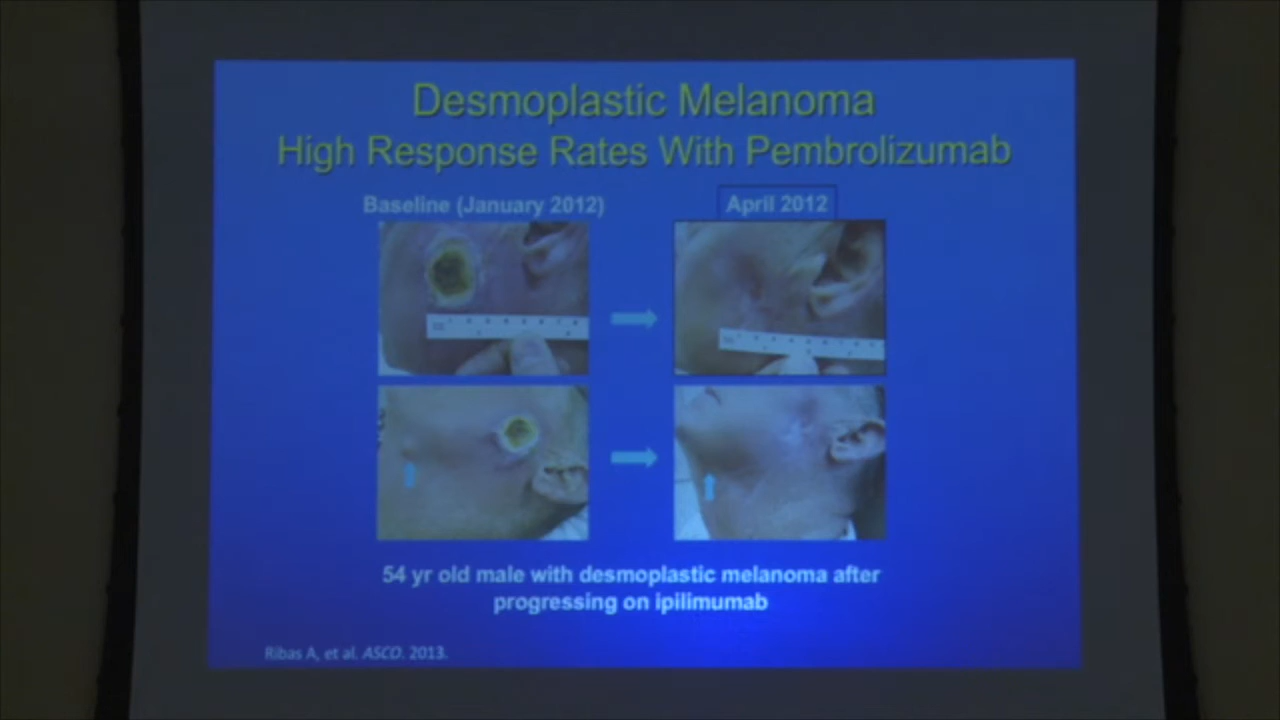 Desmoplastic Melanoma
High Response Rates With Pembrolizumab
Baseline (January 2012)
April 2012
54 yr old male with desmoplastic melanoma after
progressing on ipilimumab
Ribas A, et al. ASCO. 2013.